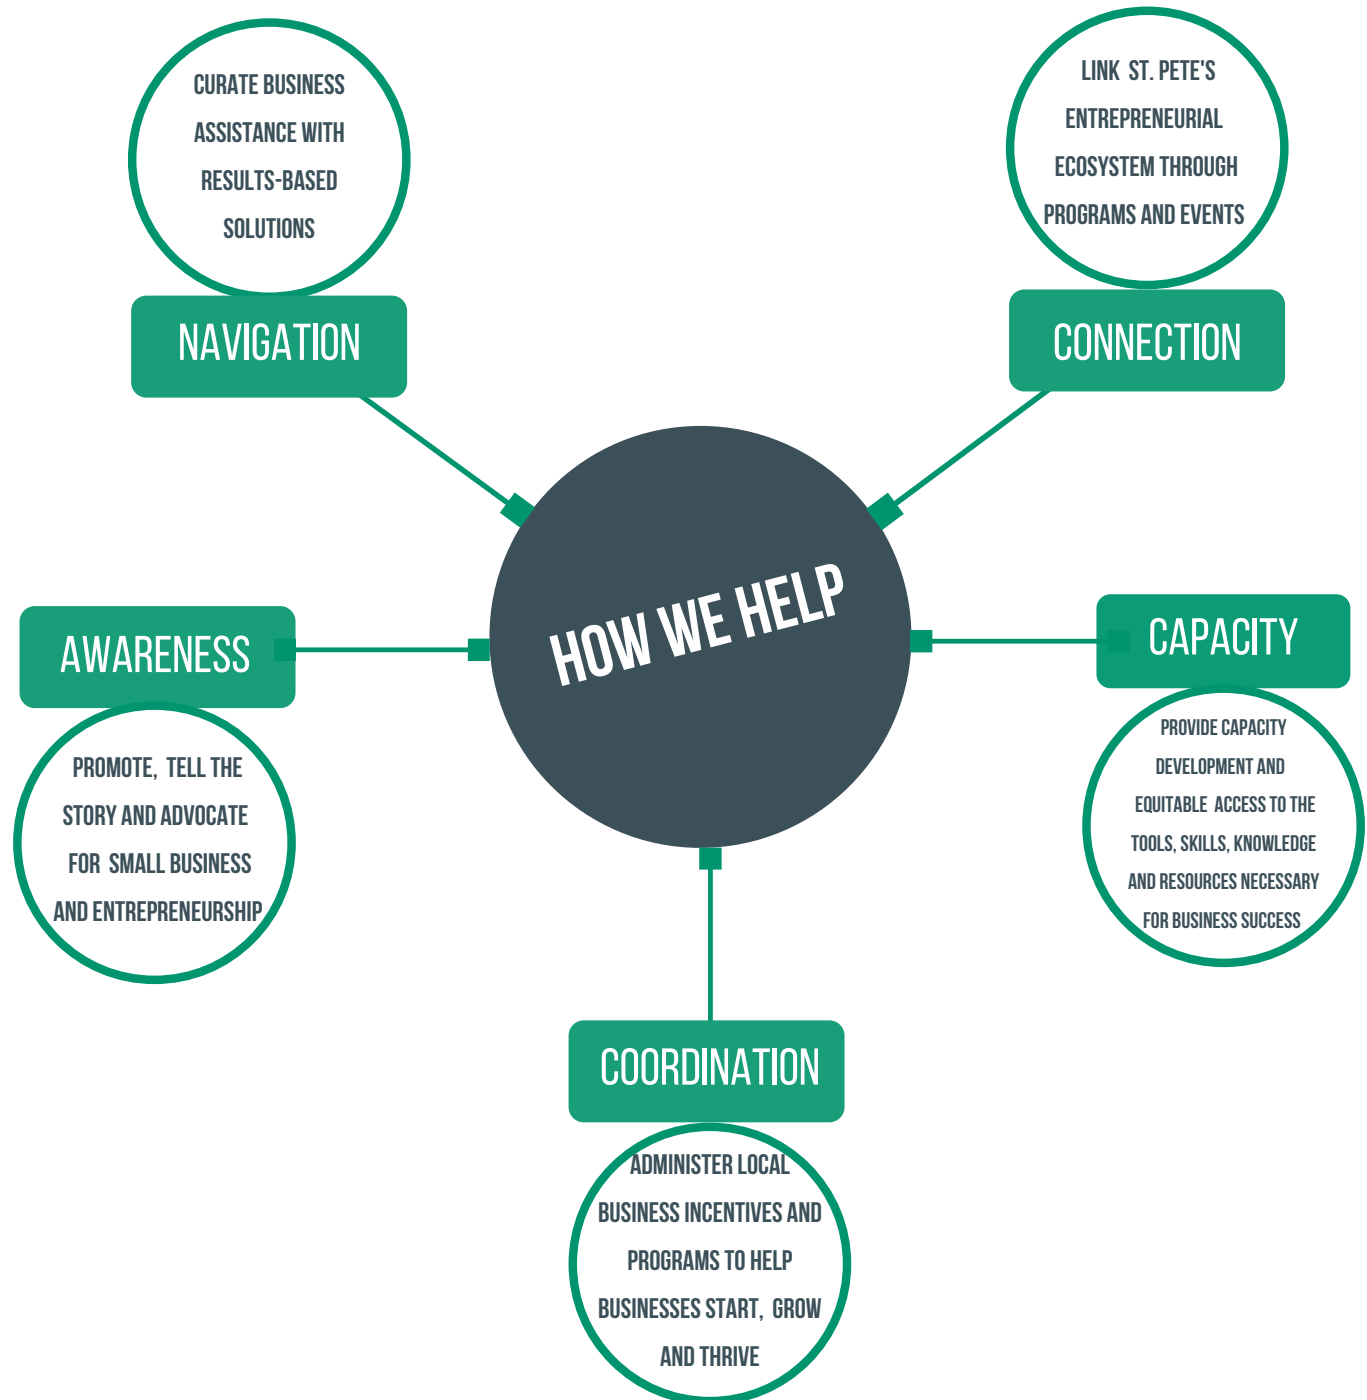 CURATE BUSINESS
ASSISTANCE WITH
RESULTS-BASED
SOLUTIONS
NAVIGATION
LINK ST. PETE'S
ENTREPRENEURIAL
ECOSYSTEM THROUGH
PROGRAMS AND EVENTS
CONNECTION
HOW WE HELP
AWARENESS
PROMOTE, TELL THE
STORY AND ADVOCATE
FOR SMALL BUSINESS
AND ENTREPRENEURSHIP
CAPACITY
PROVIDE CAPACITY
DEVELOPMENT AND
EQUITABLE ACCESS TO THE
TOOLS, SKILLS, KNOWLEDGE
AND RESOURCES NECESSARY
FOR BUSINESS SUCCESS
COORDINATION
ADMINISTER LOCAL
BUSINESS INCENTIVES AND
PROGRAMS TO HELP
BUSINESSES START, GROW
AND THRIVE